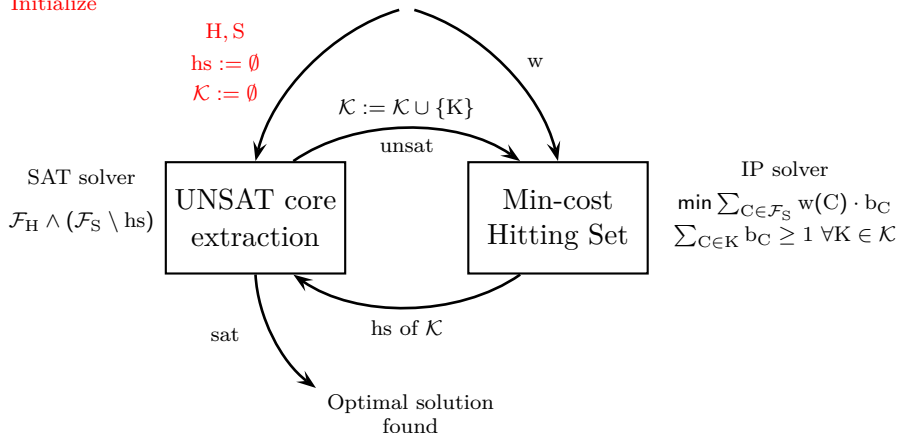 Initialize
H, S
hs := ∅
𝒦 := ∅
w
𝒦 := 𝒦 ∪ {K}
unsat
SAT solver
ℱ_H ∧ (ℱ_S \ hs)
UNSAT core
extraction
Min-cost
Hitting Set
IP solver
min ∑_{C∈ℱ_S} w(C) · b_C
∑_{C∈K} b_C ≥ 1 ∀K ∈ 𝒦
hs of 𝒦
sat
Optimal solution
found